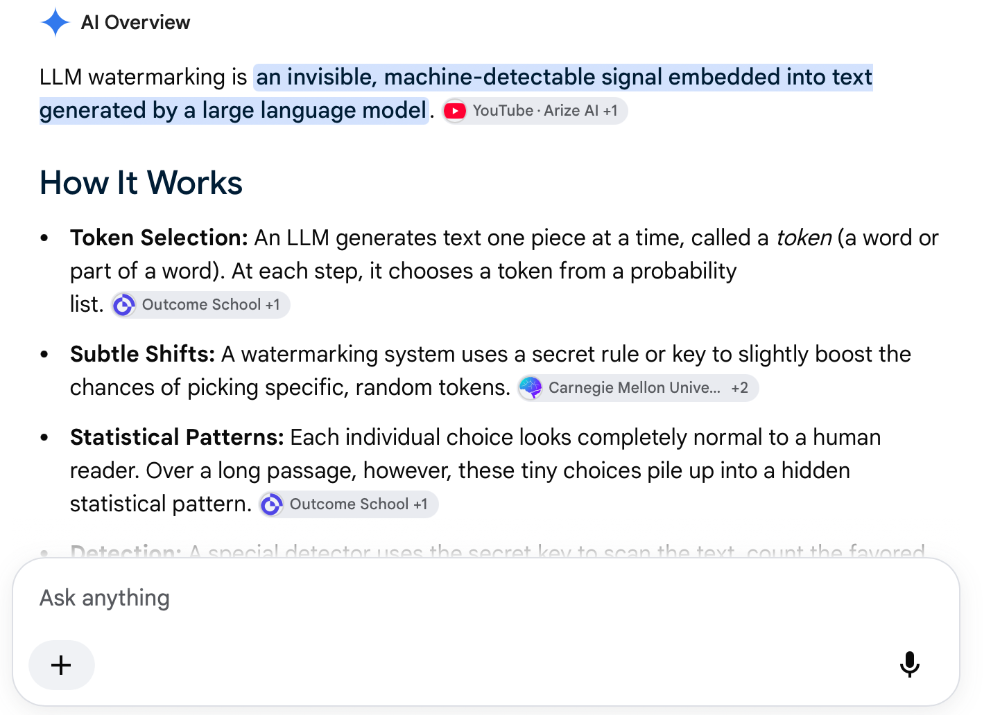 AI Overview
LLM watermarking is an invisible, machine-detectable signal embedded into text
generated by a large language model. YouTube · Arize AI +1
How It Works
• Token Selection: An LLM generates text one piece at a time, called a token (a word or
part of a word). At each step, it chooses a token from a probability
list. Outcome School +1
• Subtle Shifts: A watermarking system uses a secret rule or key to slightly boost the
chances of picking specific, random tokens. Carnegie Mellon Unive... +2
• Statistical Patterns: Each individual choice looks completely normal to a human
reader. Over a long passage, however, these tiny choices pile up into a hidden
statistical pattern. Outcome School +1
• Detection: A special detector uses the secret key to scan the text, count the favored
Ask anything